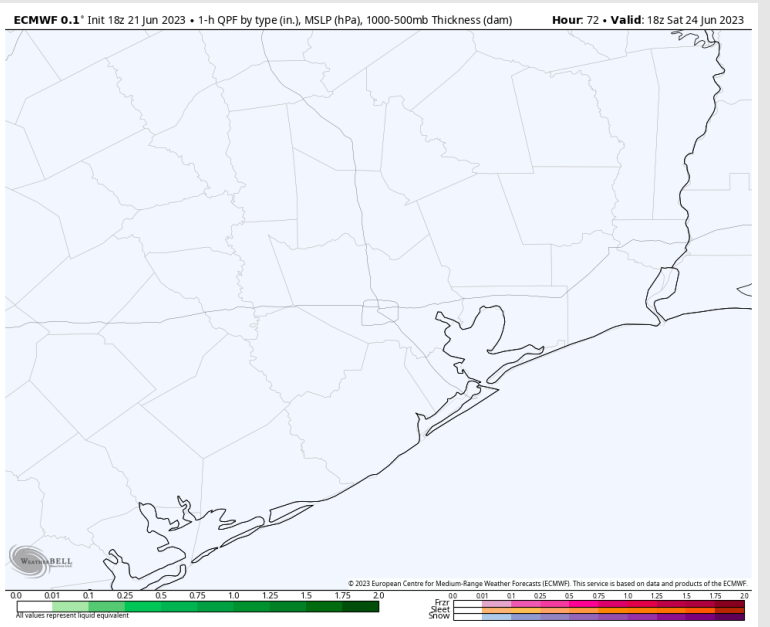 ECMWF 0.1° Init 18z 21 Jun 2023 • 1-h QPF by type (in.), MSLP (hPa), 1000-500mb Thickness (dam) Hour: 72 • Valid: 18z Sat 24 Jun 2023
WEATHERBELL
© 2023 European Centre for Medium-Range Weather Forecasts (ECMWF). This service is based on data and products of the ECMWF.
0.0 0.01 0.1 0.25 0.5 0.75 1.0 1.25 1.5 1.75 2.0
All values represent liquid equivalent
0.0 0.01 0.1 0.25 0.5 0.75 1.0 1.25 1.5 1.75 2.0
Frzr
Sleet
Snow